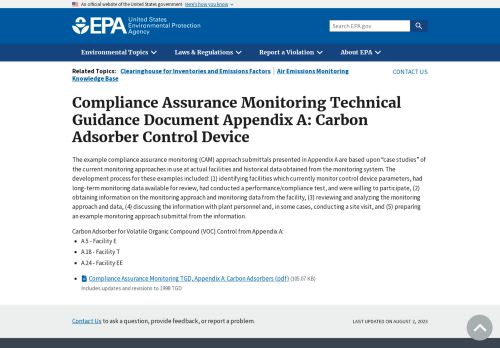 An official website of the United States government Here's how you know
EPA United States
Environmental Protection
Agency
Search EPA.gov
Environmental Topics
Laws & Regulations
Report a Violation
About EPA
Related Topics: Clearinghouse for Inventories and Emissions Factors | Air Emissions Monitoring
Knowledge Base
CONTACT US
Compliance Assurance Monitoring Technical
Guidance Document Appendix A: Carbon
Adsorber Control Device
The example compliance assurance monitoring (CAM) approach submittals presented in Appendix A are based upon "case studies" of
the current monitoring approaches in use at actual facilities and historical data obtained from the monitoring system. The
development process for these examples included: (1) identifying facilities which currently monitor control device parameters, had
long-term monitoring data available for review, had conducted a performance/compliance test, and were willing to participate, (2)
obtaining information on the monitoring approach and monitoring data from the facility, (3) reviewing and analyzing the monitoring
approach and data, (4) discussing the information with plant personnel and, in some cases, conducting a site visit, and (5) preparing
an example monitoring approach submittal from the information.
Carbon Adsorber for Volatile Organic Compound (VOC) Control from Appendix A:
A.5 - Facility E
A.18 - Facility T
A.24 - Facility EE
Compliance Assurance Monitoring TGD, Appendix A: Carbon Adsorbers (pdf) (105.07 KB)
includes updates and revisions to 1998 TGD
Contact Us to ask a question, provide feedback, or report a problem.
LAST UPDATED ON AUGUST 2, 2023